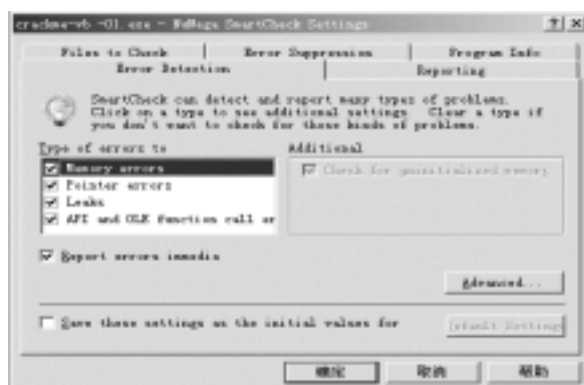 crackme-vb -01.exe - NuMega SmartCheck Settings
Files to Check
Error Suppression
Program Info
Error Detection
Reporting
SmartCheck can detect and report many types of problems.
Click on a type to see additional settings. Clear a type if
you don't want to check for those kinds of problems.
Type of errors to
Additional
Memory errors
Check for uninitialized memory
Pointer errors
Leaks
API and OLE function call er
Report errors immedia
Advanced...
Save these settings as the initial values for
Default Settings
确定
取消
帮助